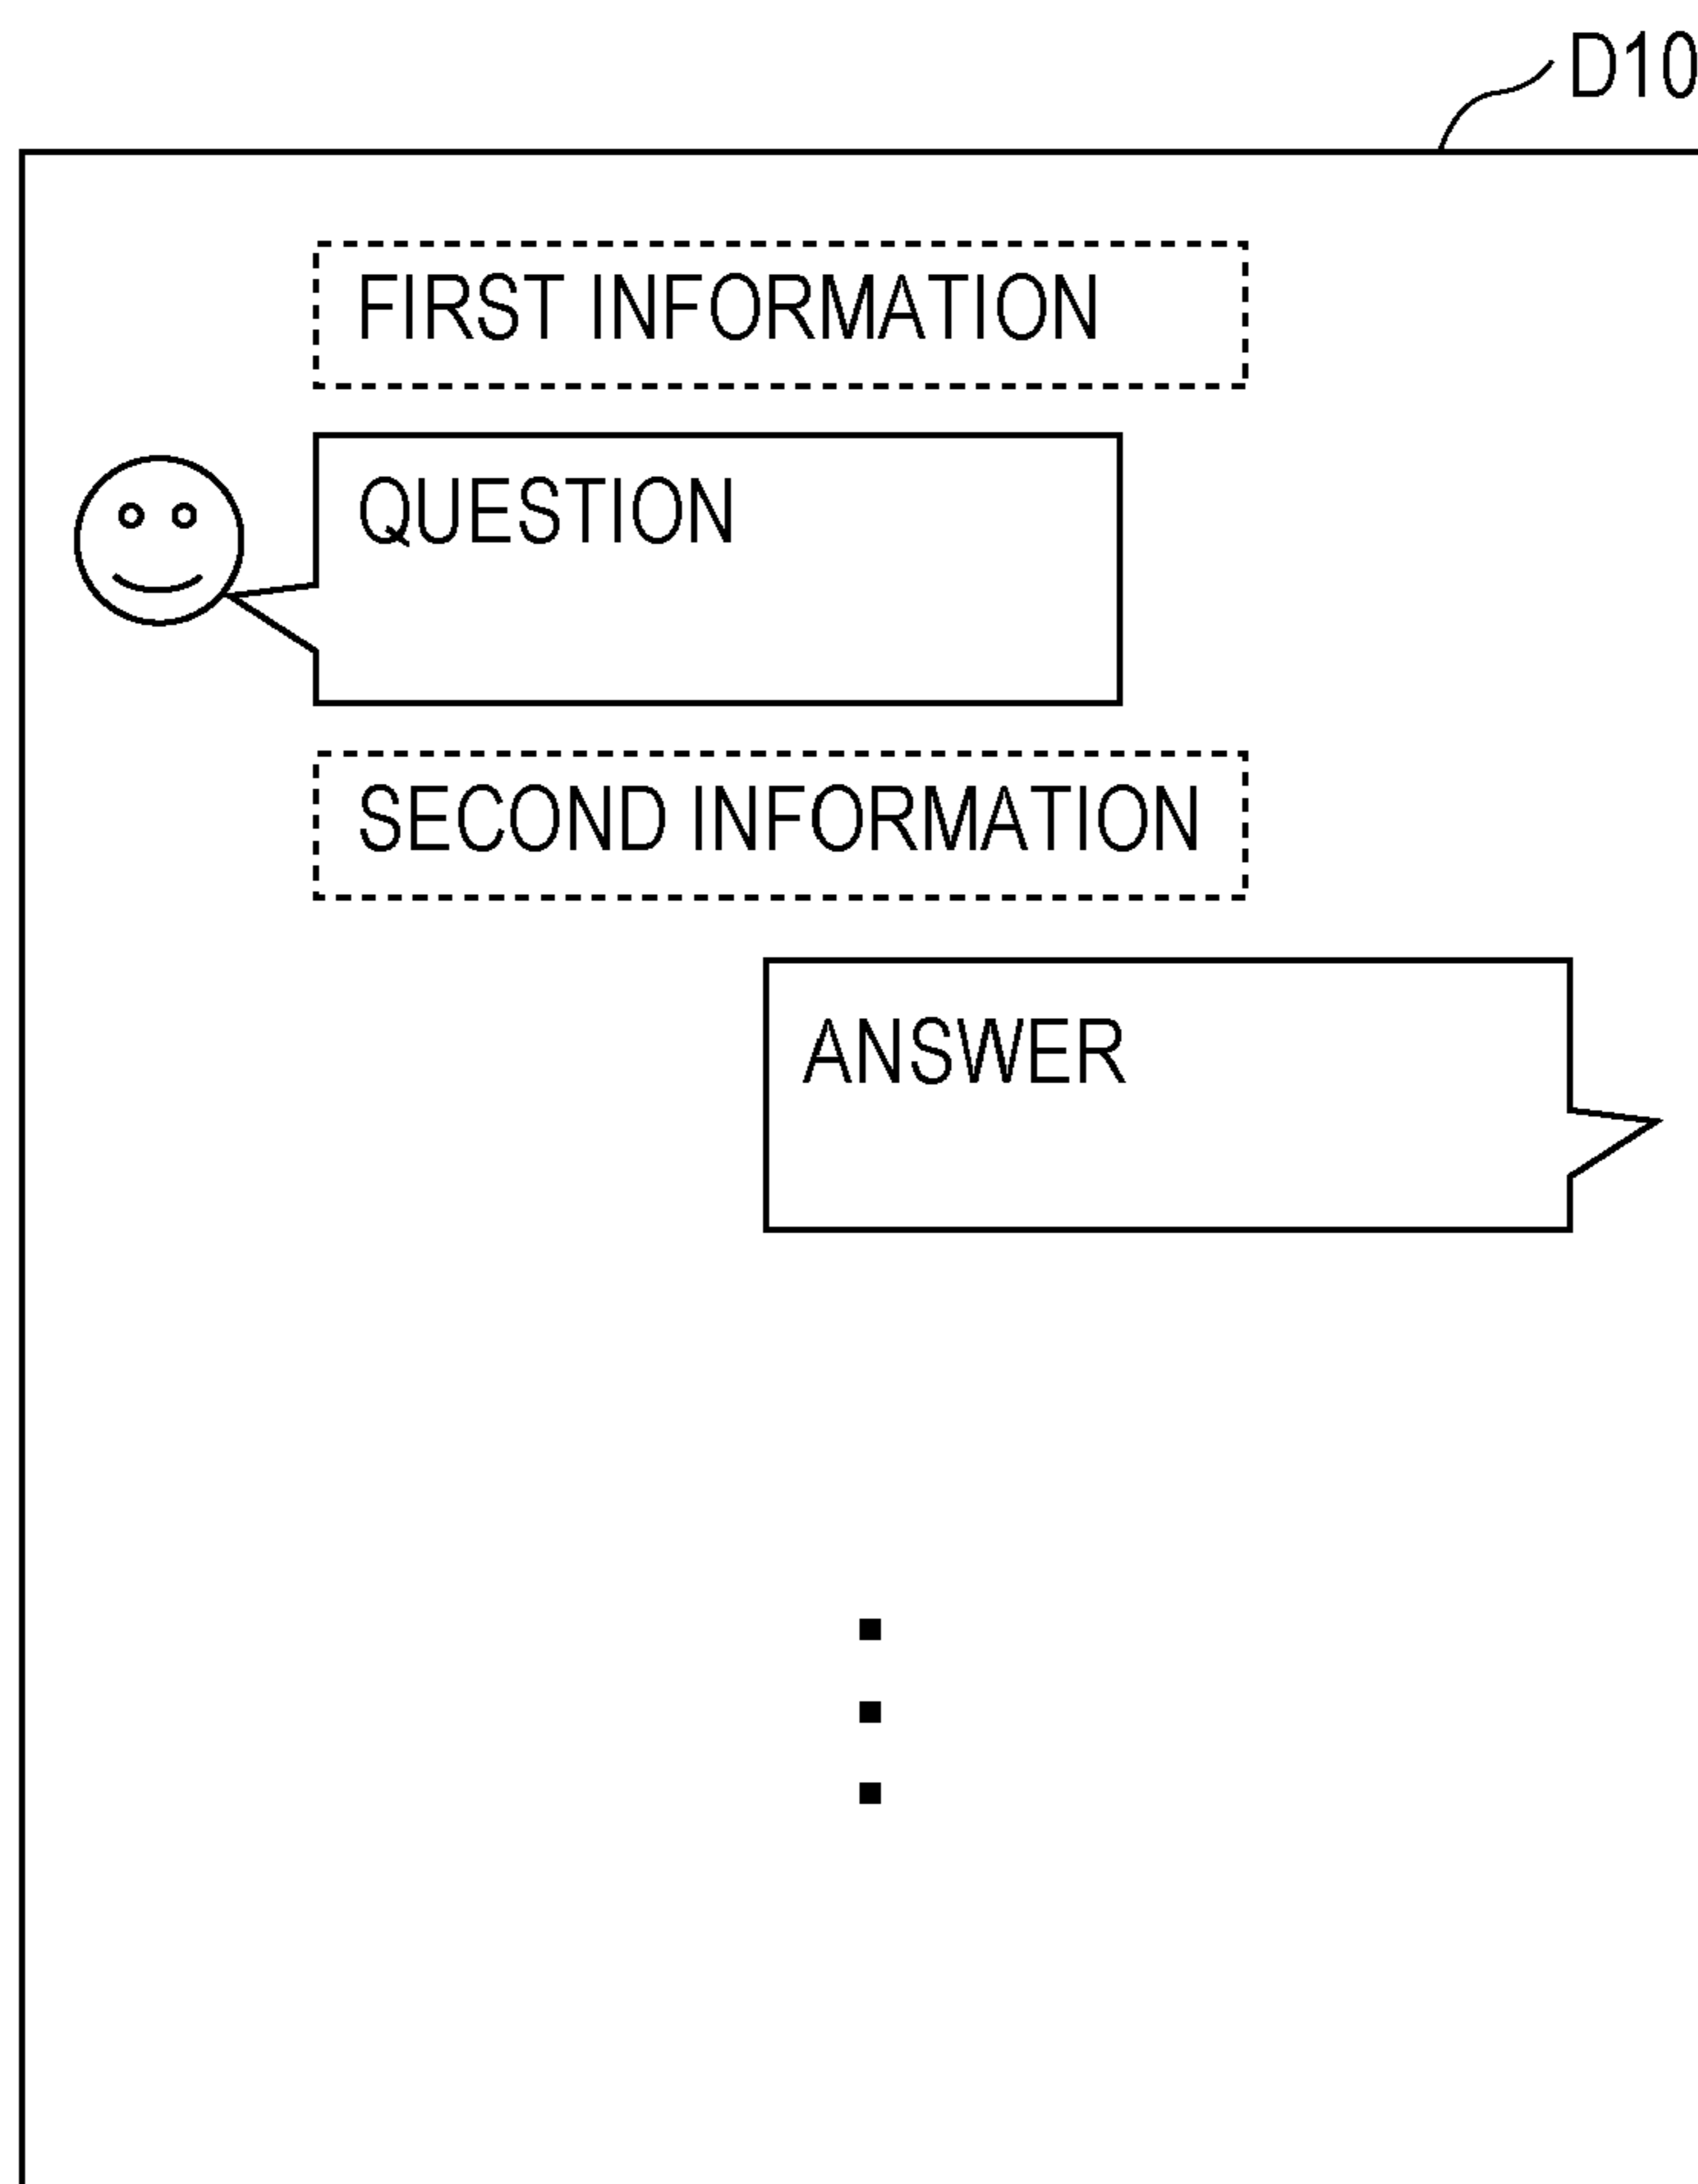 D10
FIRST INFORMATION
QUESTION
SECOND INFORMATION
ANSWER